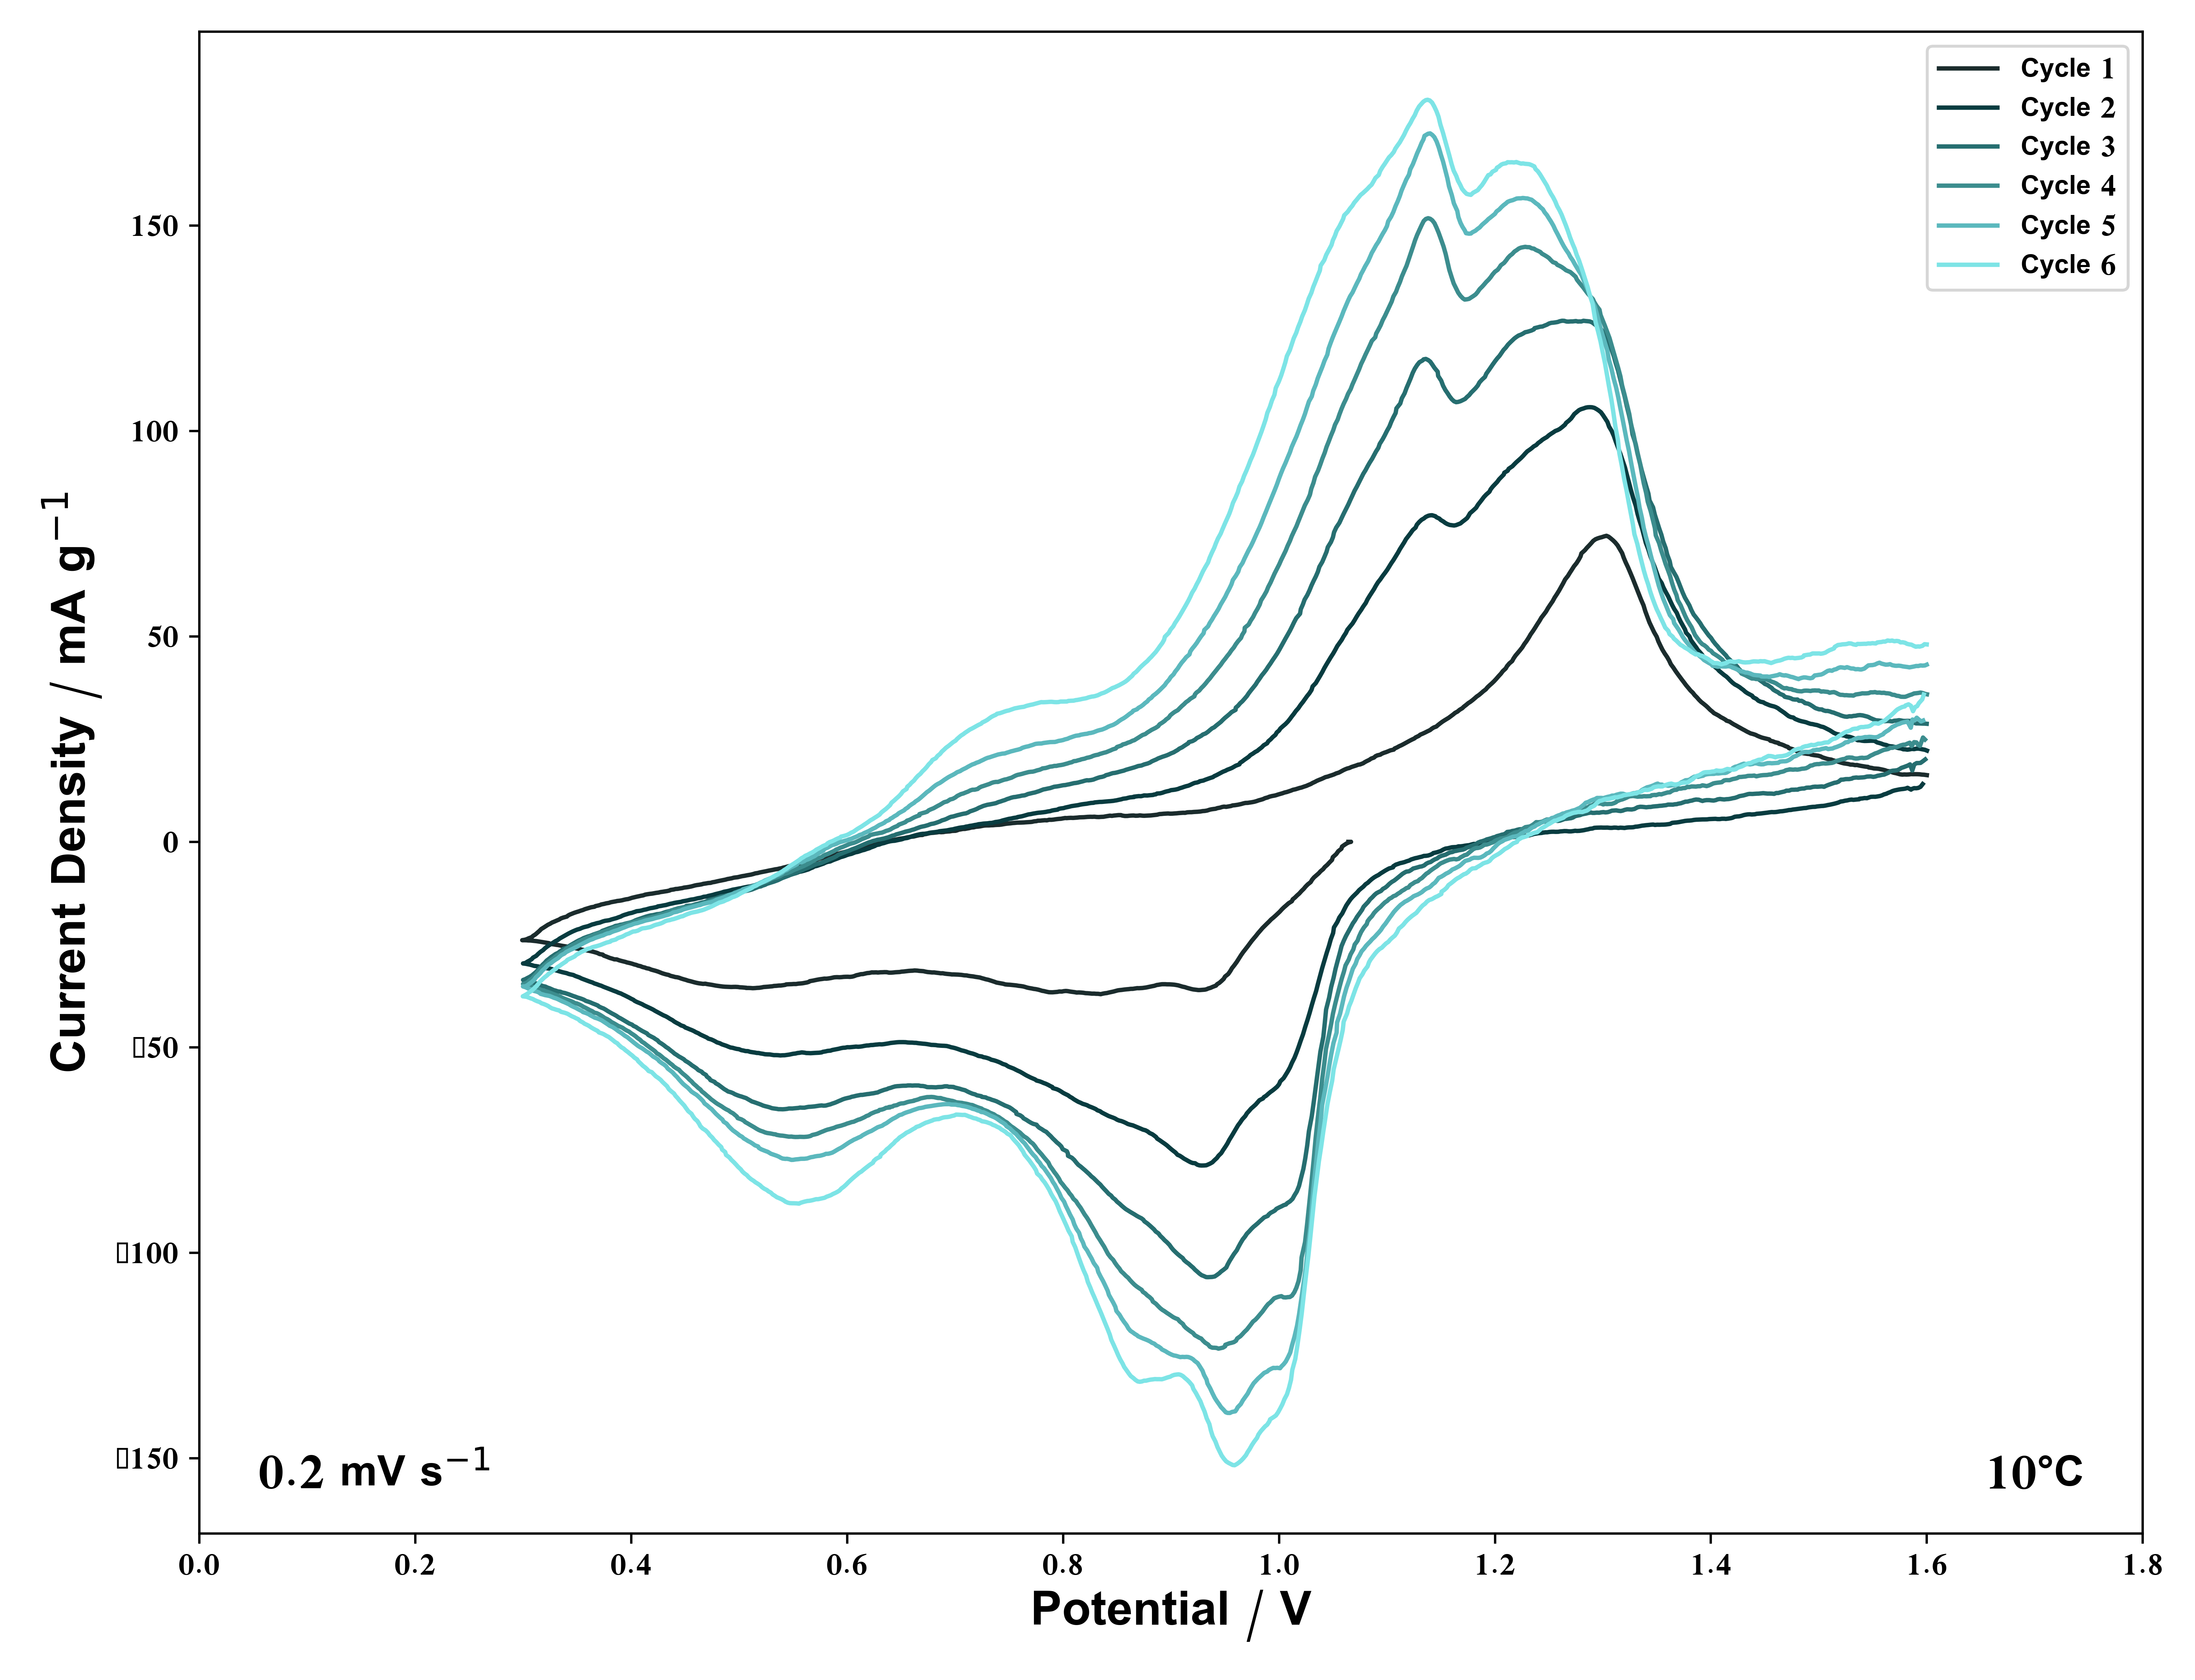 Cycle 1
Cycle 2
Cycle 3
Cycle 4
Cycle 5
Cycle 6
150
100
50
0
▯50
▯100
▯150
Current Density / mA g⁻¹
0.2 mV s⁻¹
10°C
0.0 0.2 0.4 0.6 0.8 1.0 1.2 1.4 1.6 1.8
Potential / V